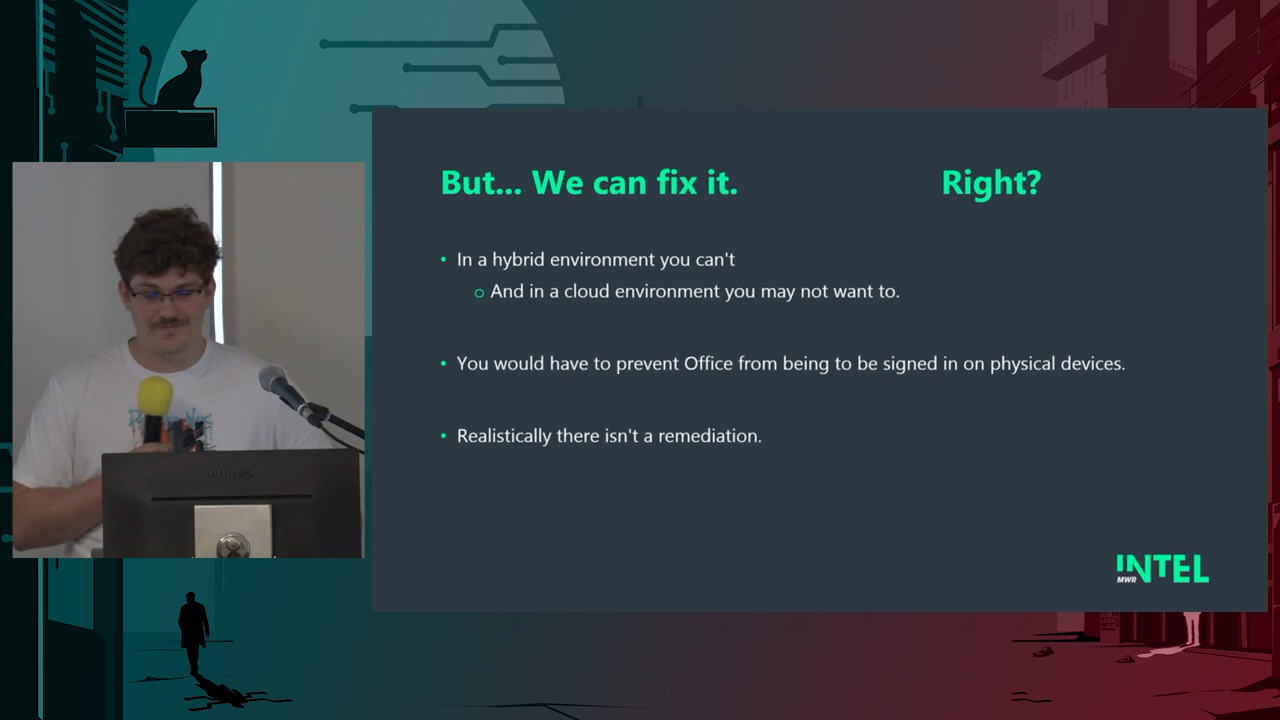 But... We can fix it. Right?
In a hybrid environment you can't
And in a cloud environment you may not want to.
You would have to prevent Office from being to be signed in on physical devices.
Realistically there isn't a remediation.
PHILIPS
INTEL
MWR